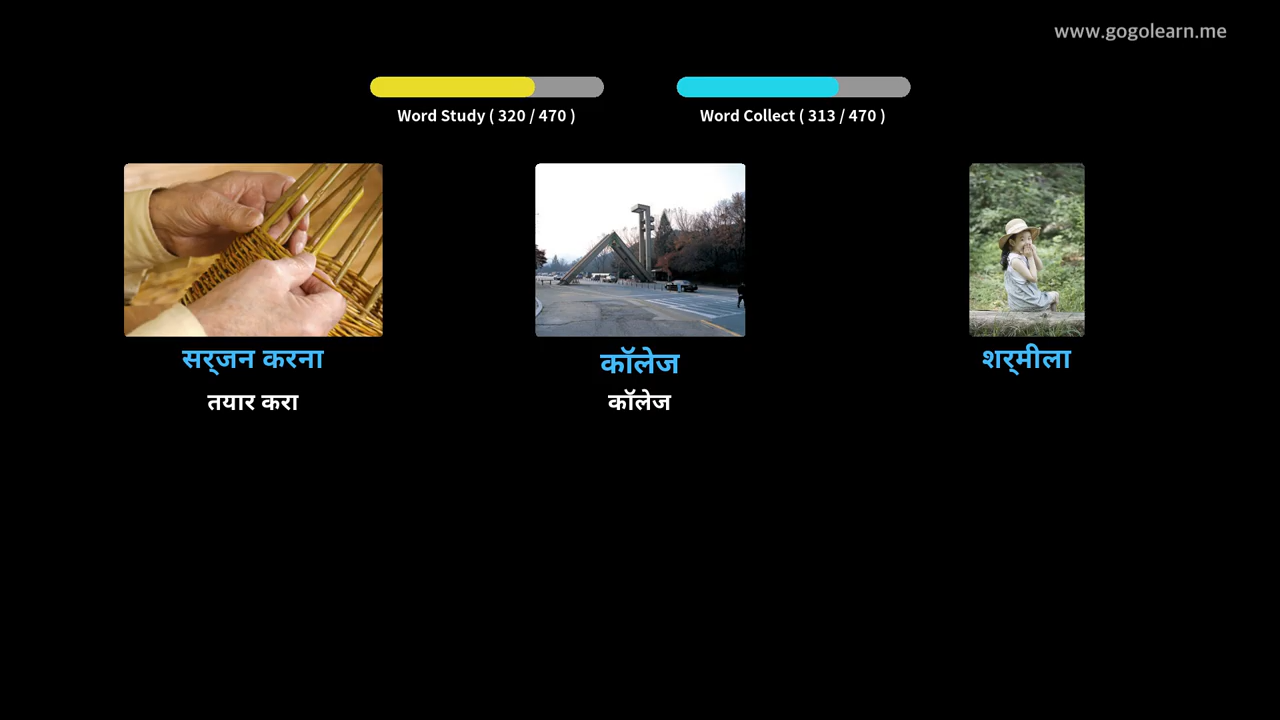 www.gogolearn.me
Word Study ( 320 / 470 )
Word Collect ( 313 / 470 )
सर्‍जन करना
कॉलेज
शर्‍मीला
तयार करा
कॉलेज